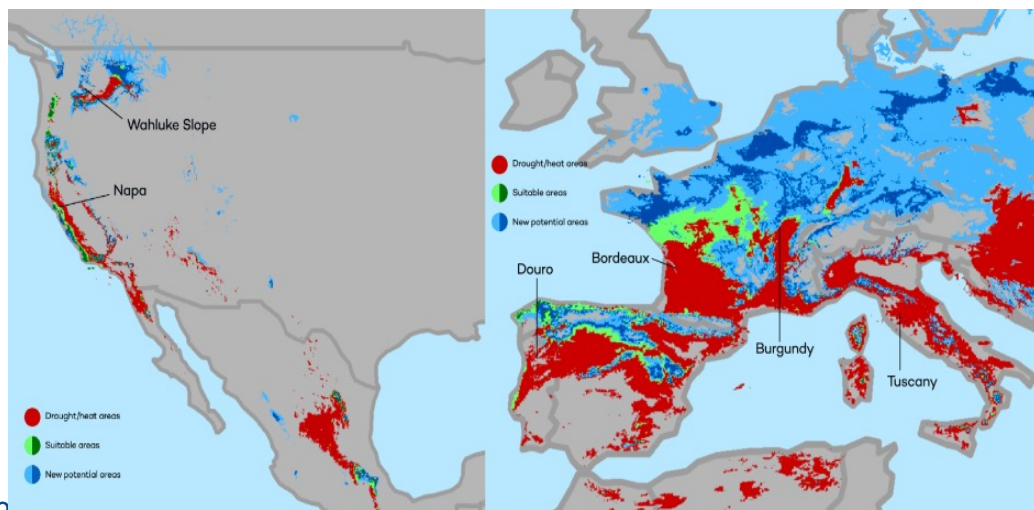 Wahluke Slope
Napa
Drought/heat areas
Suitable areas
New potential areas
Drought/heat areas
Suitable areas
New potential areas
Bordeaux
Douro
Burgundy
Tuscany